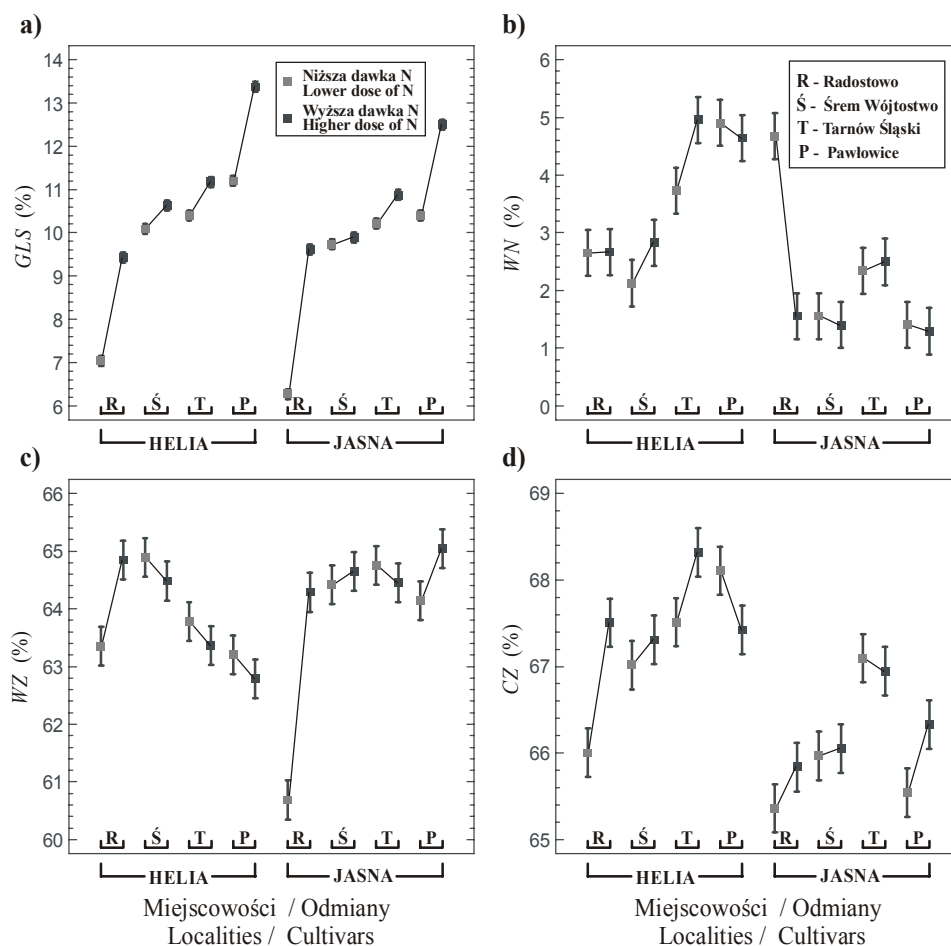 a)
GLS (%)
14
13
12
11
10
9
8
7
6
Niższa dawka N
Lower dose of N
Wyższa dawka N
Higher dose of N
R Ś T P R Ś T P
HELIA JASNA
b)
WN (%)
6
5
4
3
2
1
0
R - Radostowo
Ś - Śrem Wójtostwo
T - Tarnów Śląski
P - Pawłowice
R Ś T P R Ś T P
HELIA JASNA
c)
WZ (%)
66
65
64
63
62
61
60
R Ś T P R Ś T P
HELIA JASNA
Miejscowości / Odmiany
Localities / Cultivars
d)
CZ (%)
69
68
67
66
65
R Ś T P R Ś T P
HELIA JASNA
Miejscowości / Odmiany
Localities / Cultivars